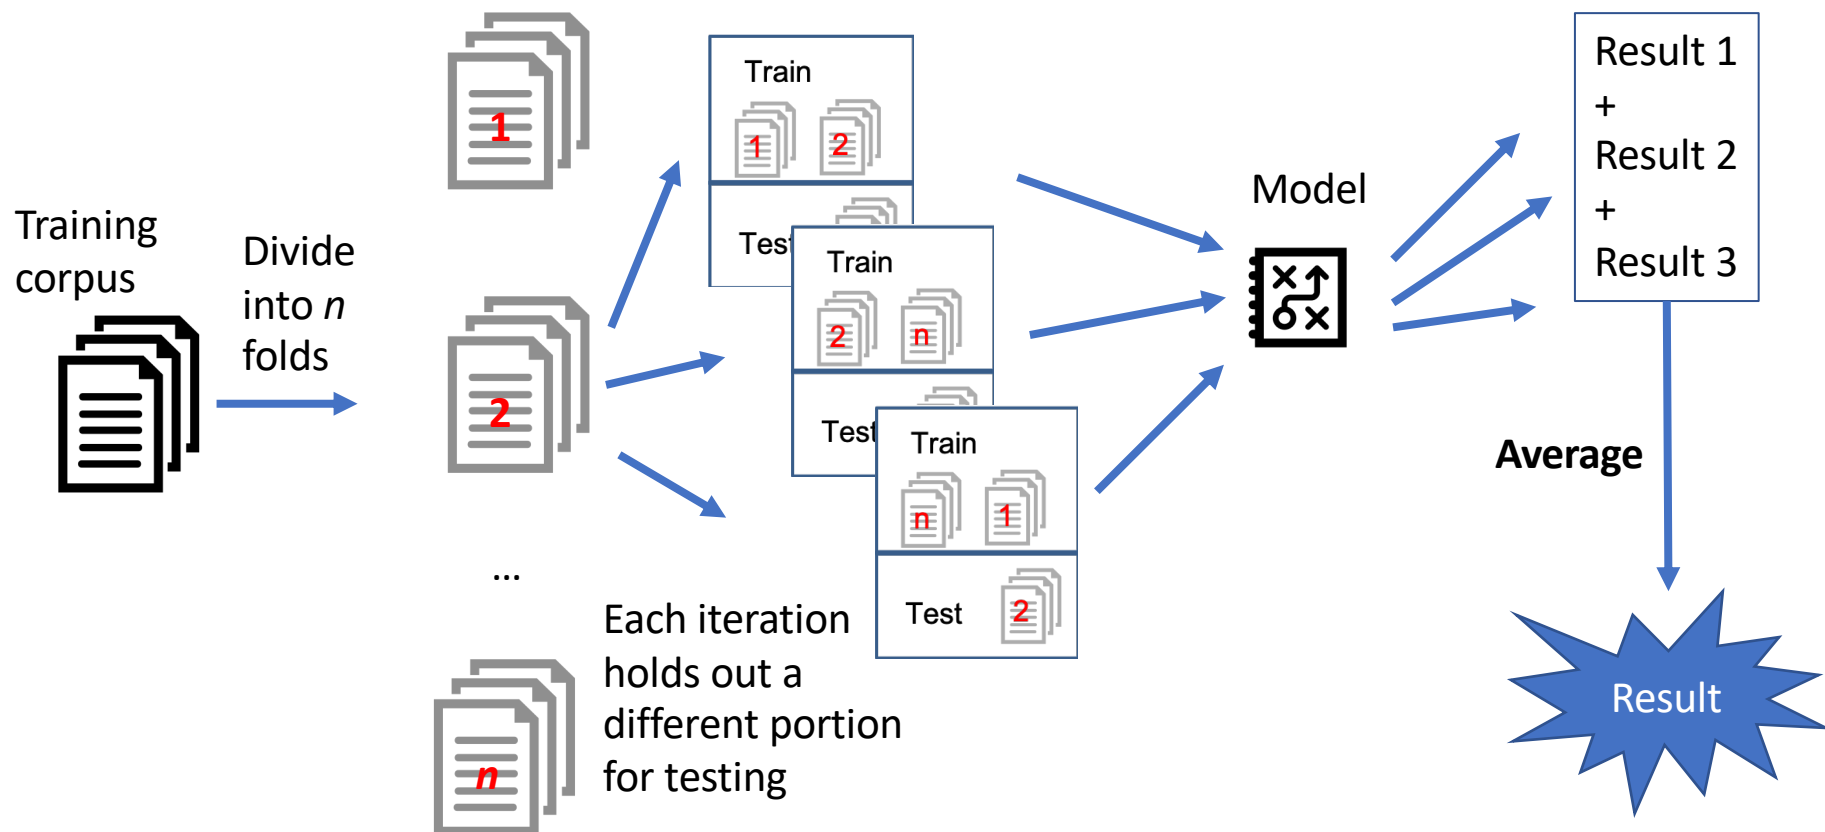 Training
corpus
Divide
into n
folds
1
2
...
n
Each iteration
holds out a
different portion
for testing
Train
1 2
Test
Train
2 n
Test
Train
n 1
Test 2
Model
Result 1
+
Result 2
+
Result 3
Average
Result